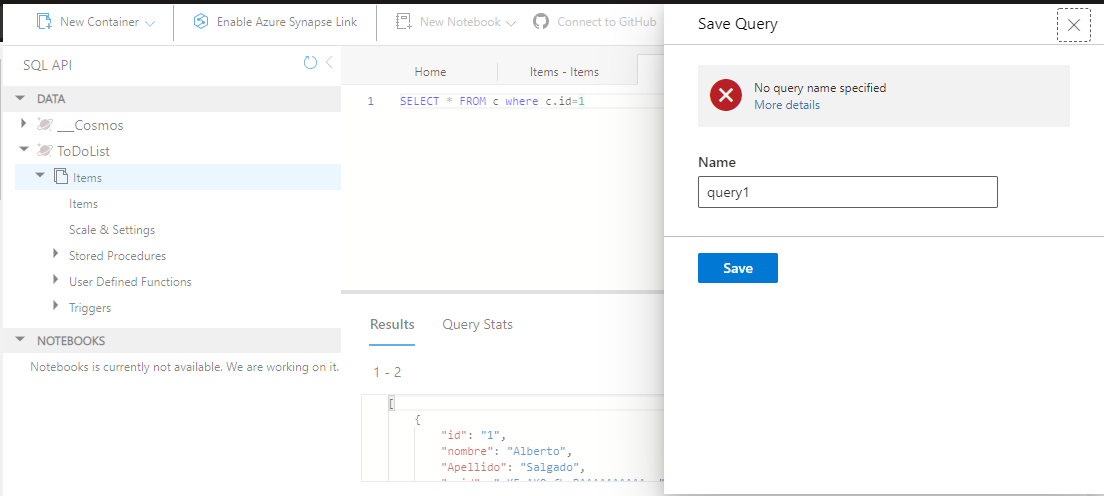 New Container
Enable Azure Synapse Link
New Notebook
Connect to GitHub
SQL API
DATA
___Cosmos
ToDoList
Items
Items
Scale & Settings
Stored Procedures
User Defined Functions
Triggers
NOTEBOOKS
Notebooks is currently not available. We are working on it.
Home
Items - Items
1 SELECT * FROM c where c.id=1
Results
Query Stats
1 - 2
[
{
"id": "1",
"nombre": "Alberto",
"Apellido": "Salgado",
Save Query
No query name specified
More details
Name
query1
Save